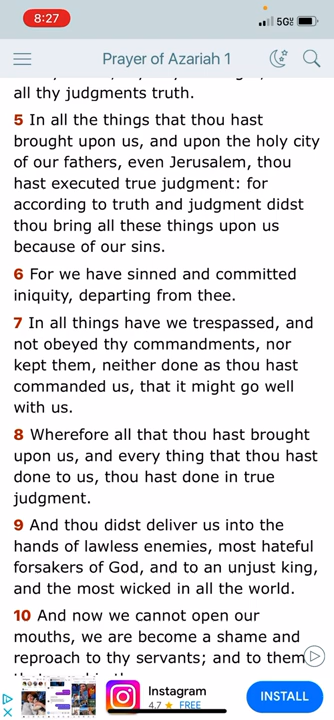 8:27
5G
Prayer of Azariah 1
all thy judgments truth.
5 In all the things that thou hast
brought upon us, and upon the holy city
of our fathers, even Jerusalem, thou
hast executed true judgment: for
according to truth and judgment didst
thou bring all these things upon us
because of our sins.
6 For we have sinned and committed
iniquity, departing from thee.
7 In all things have we trespassed, and
not obeyed thy commandments, nor
kept them, neither done as thou hast
commanded us, that it might go well
with us.
8 Wherefore all that thou hast brought
upon us, and every thing that thou hast
done to us, thou hast done in true
judgment.
9 And thou didst deliver us into the
hands of lawless enemies, most hateful
forsakers of God, and to an unjust king,
and the most wicked in all the world.
10 And now we cannot open our
mouths, we are become a shame and
reproach to thy servants; and to them
Instagram
4.7 ★ FREE
INSTALL